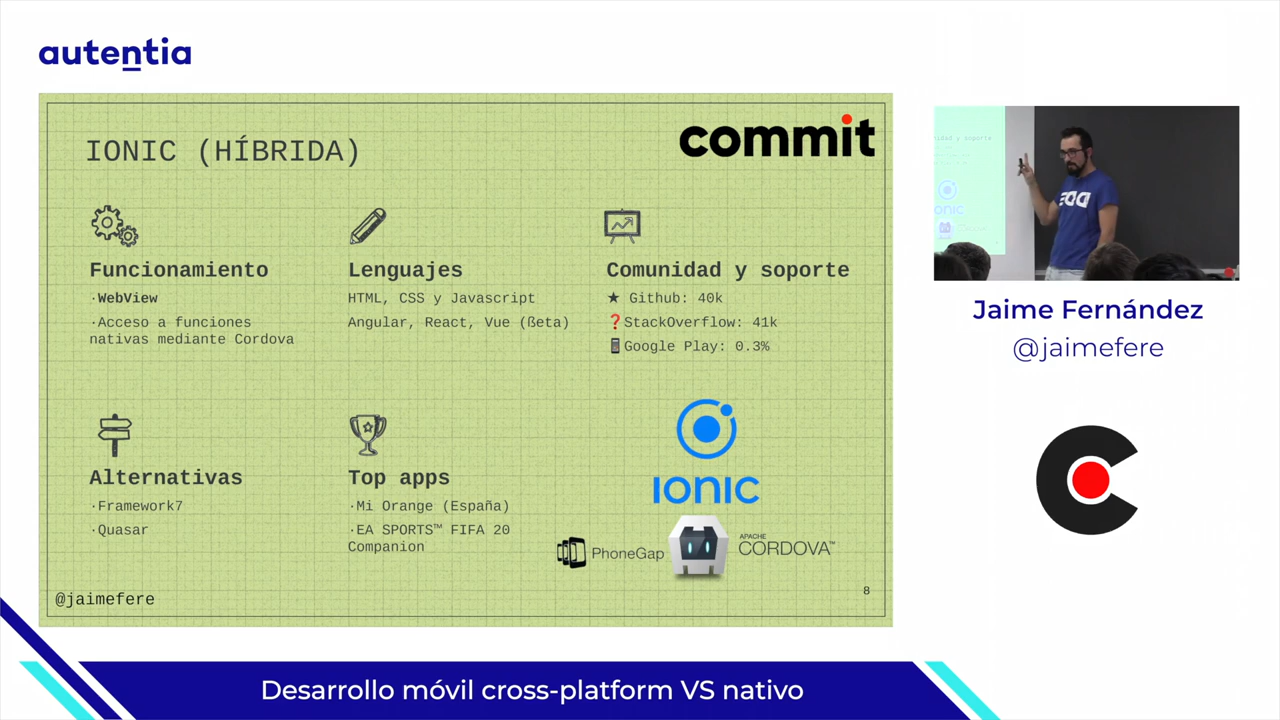 autentia
IONIC (HÍBRIDA)
commit
Funcionamiento
·WebView
·Acceso a funciones
nativas mediante Cordova
Lenguajes
HTML, CSS y Javascript
Angular, React, Vue (ßeta)
Comunidad y soporte
★ Github: 40k
❓StackOverflow: 41k
Google Play: 0.3%
Alternativas
·Framework7
·Quasar
Top apps
·Mi Orange (España)
·EA SPORTS™ FIFA 20
Companion
IONIC
PhoneGap
APACHE
CORDOVA™
@jaimefere
8
Jaime Fernández
@jaimefere
Desarrollo móvil cross-platform VS nativo